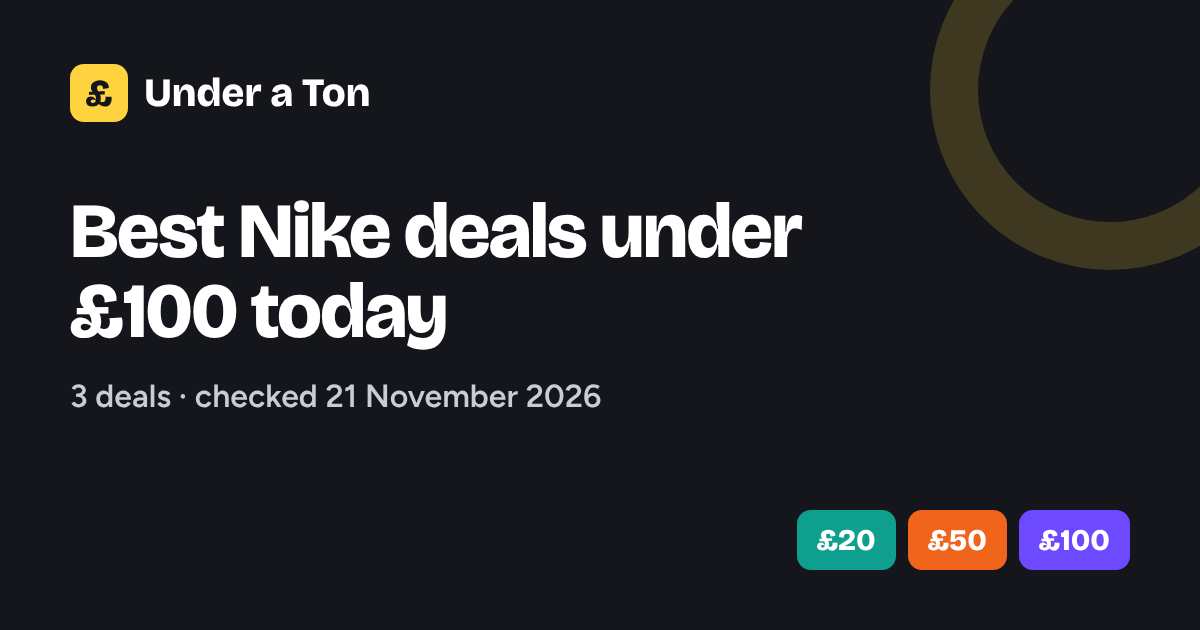 £ Under a Ton
Best Nike deals under
£100 today
3 deals · checked 21 November 2026
£20 £50 £100